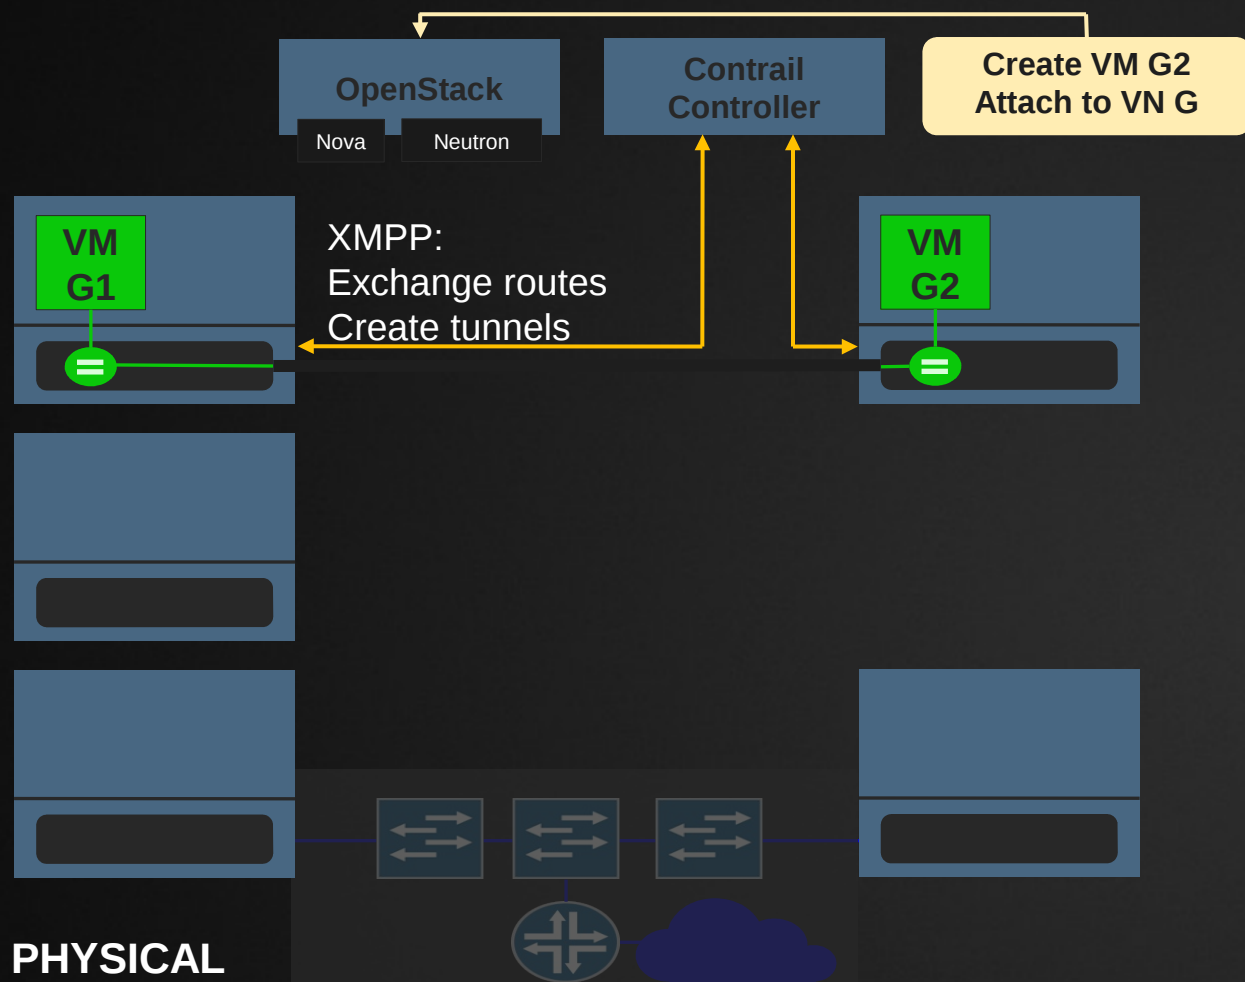 OpenStack
Nova
Neutron
Contrail
Controller
Create VM G2
Attach to VN G
VM
G1
XMPP:
Exchange routes
Create tunnels
VM
G2
PHYSICAL